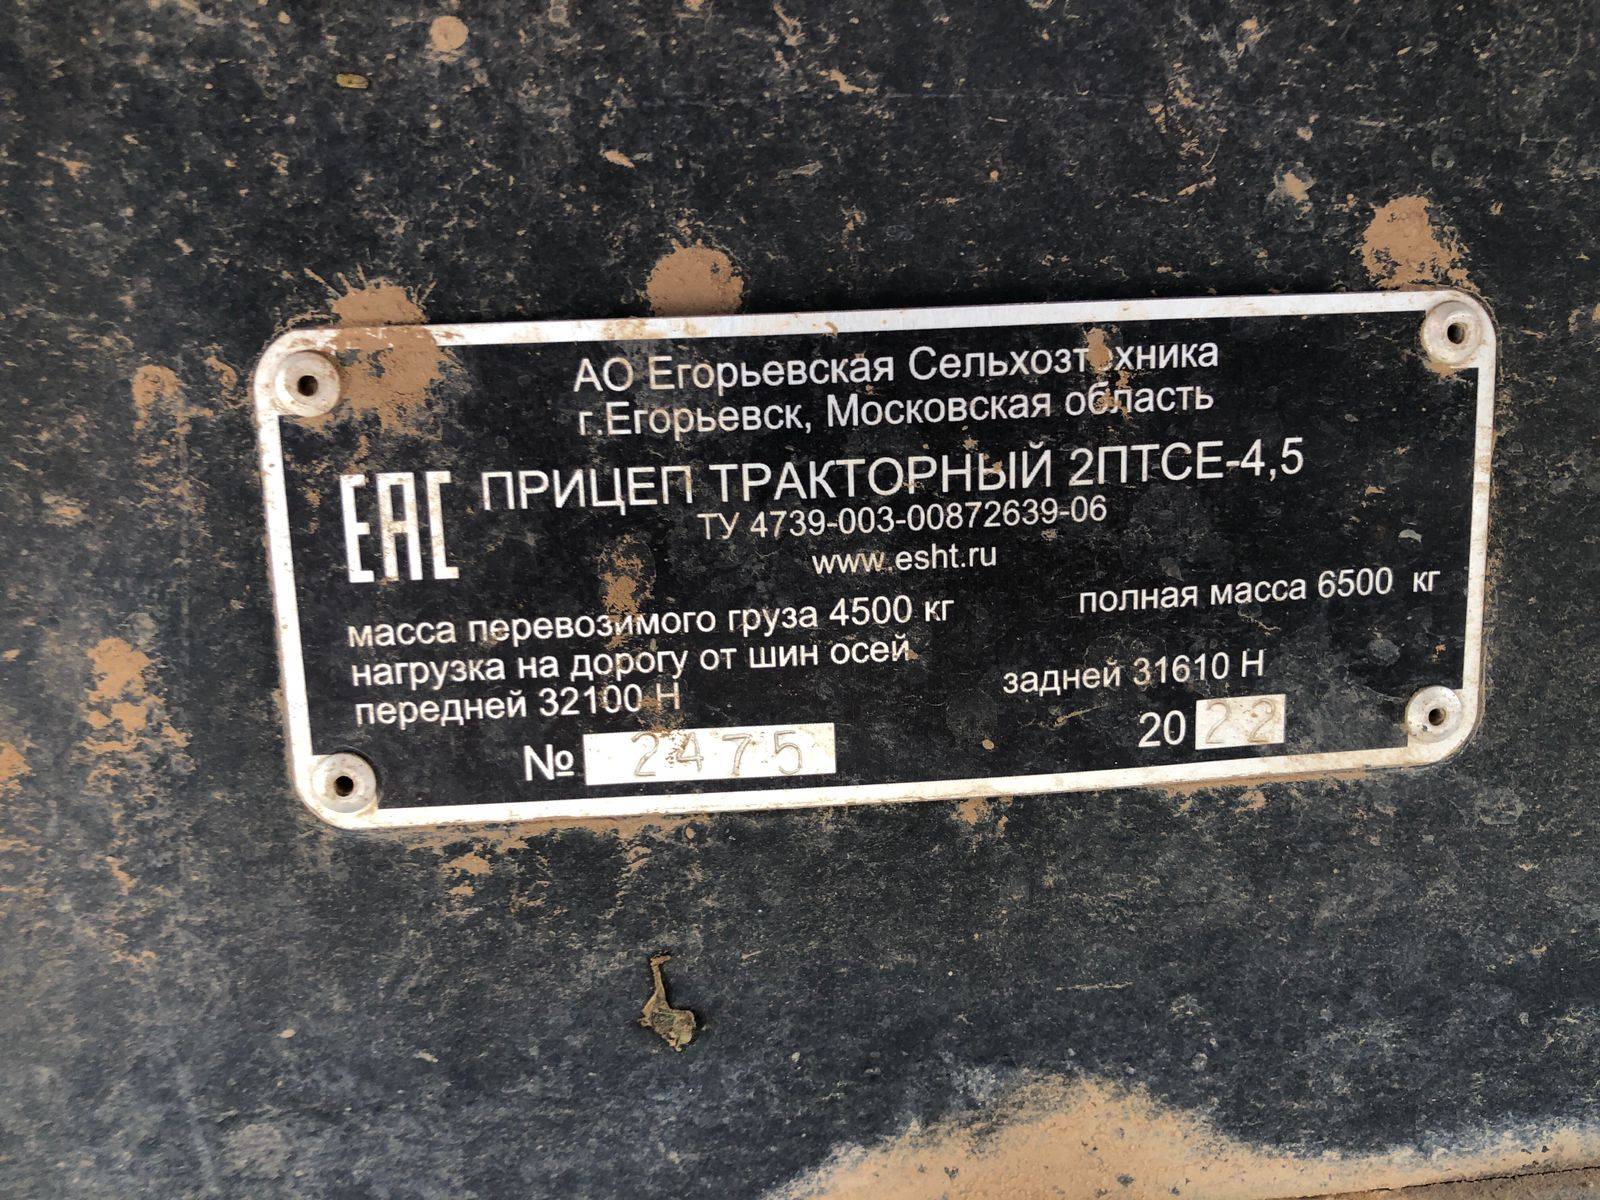 АО Егорьевская Сельхозтехника
г.Егорьевск, Московская область
EAC ПРИЦЕП ТРАКТОРНЫЙ 2ПТСЕ-4,5
ТУ 4739-003-00872639-06
www.esht.ru
масса перевозимого груза 4500 кг полная масса 6500 кг
нагрузка на дорогу от шин осей
передней 32100 Н задней 31610 Н
№ 2475 2022